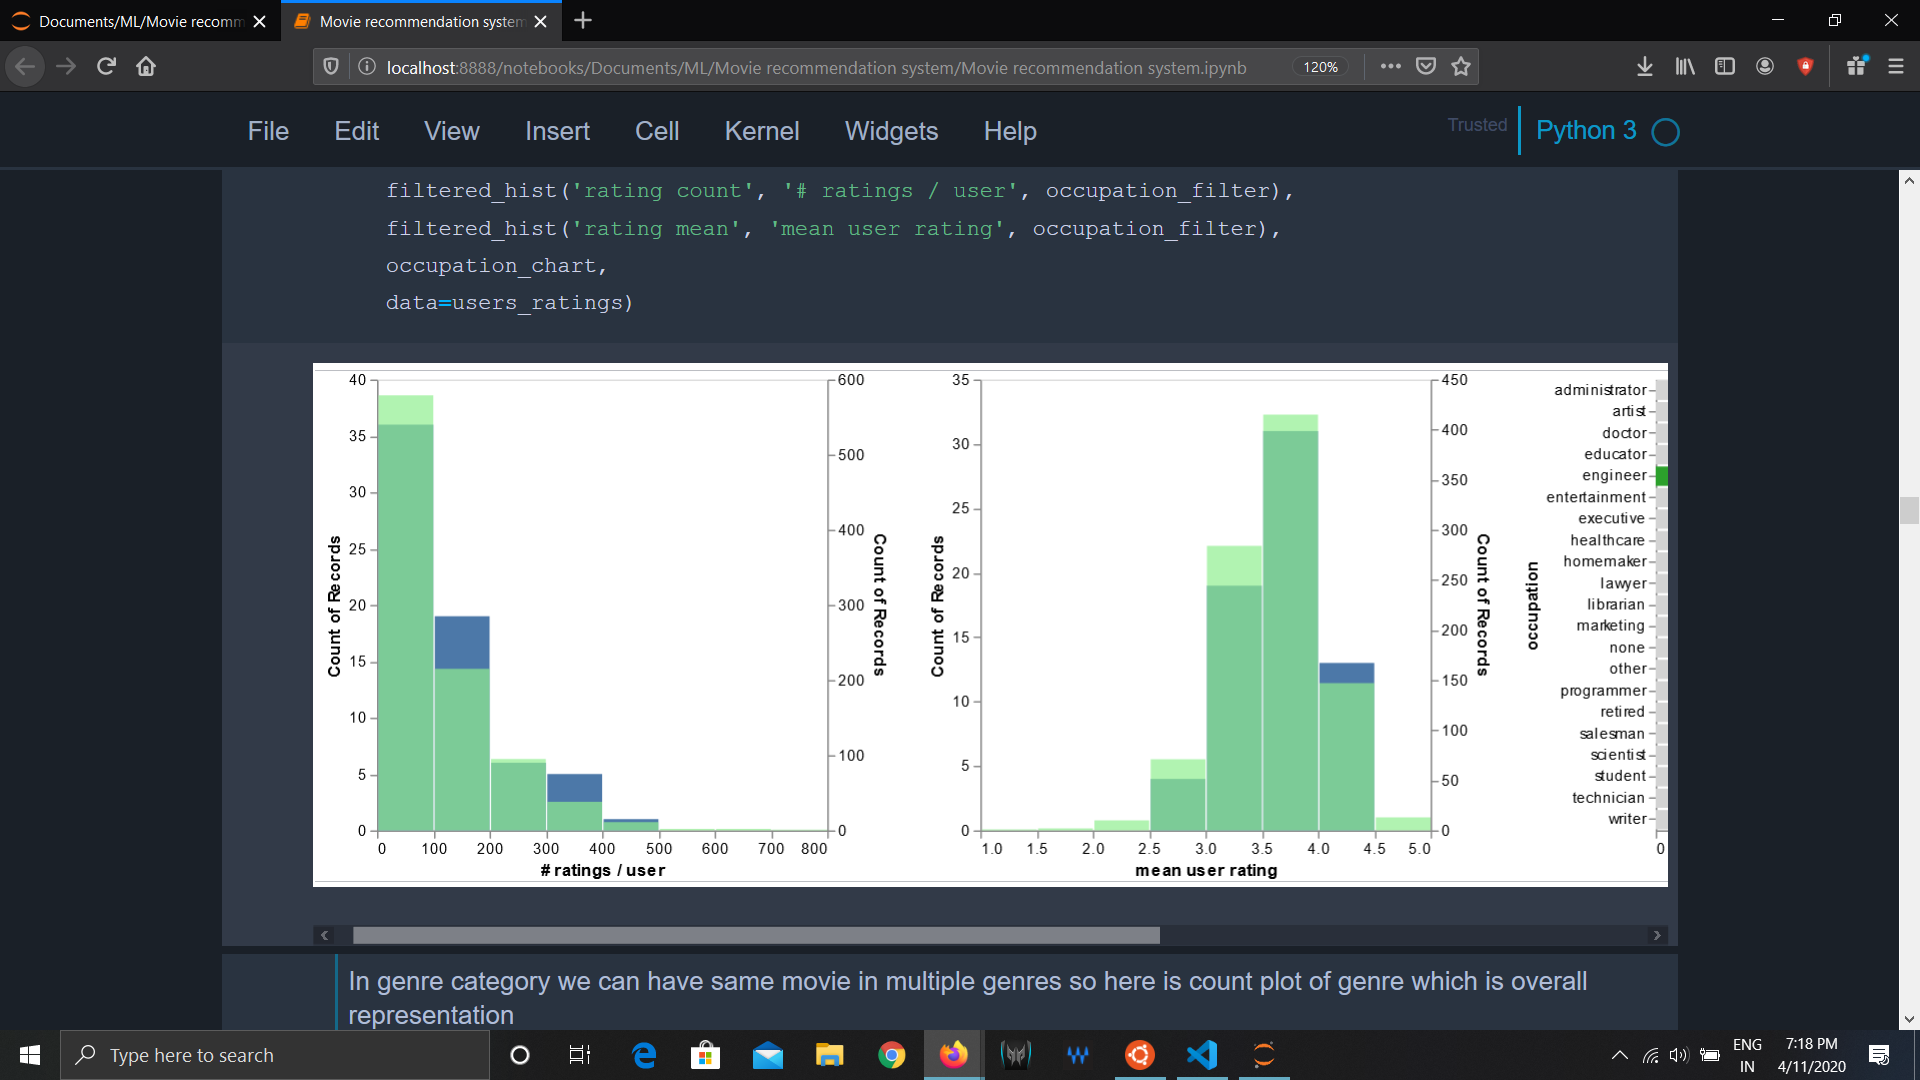 Documents/ML/Movie recomm
Movie recommendation system
localhost:8888/notebooks/Documents/ML/Movie recommendation system/Movie recommendation system.ipynb
120%
File Edit View Insert Cell Kernel Widgets Help
Trusted
Python 3
filtered_hist('rating count', '# ratings / user', occupation_filter),
filtered_hist('rating mean', 'mean user rating', occupation_filter),
occupation_chart,
data=users_ratings)
40
35
30
25
20
15
10
5
0
Count of Records
600
500
400
300
200
100
0
Count of Records
0 100 200 300 400 500 600 700 800
# ratings / user
35
30
25
20
15
10
5
0
Count of Records
450
400
350
300
250
200
150
100
50
0
Count of Records
1.0 1.5 2.0 2.5 3.0 3.5 4.0 4.5 5.0
mean user rating
occupation
administrator
artist
doctor
educator
engineer
entertainment
executive
healthcare
homemaker
lawyer
librarian
marketing
none
other
programmer
retired
salesman
scientist
student
technician
writer
0
In genre category we can have same movie in multiple genres so here is count plot of genre which is overall
representation
Type here to search
ENG
IN
7:18 PM
4/11/2020